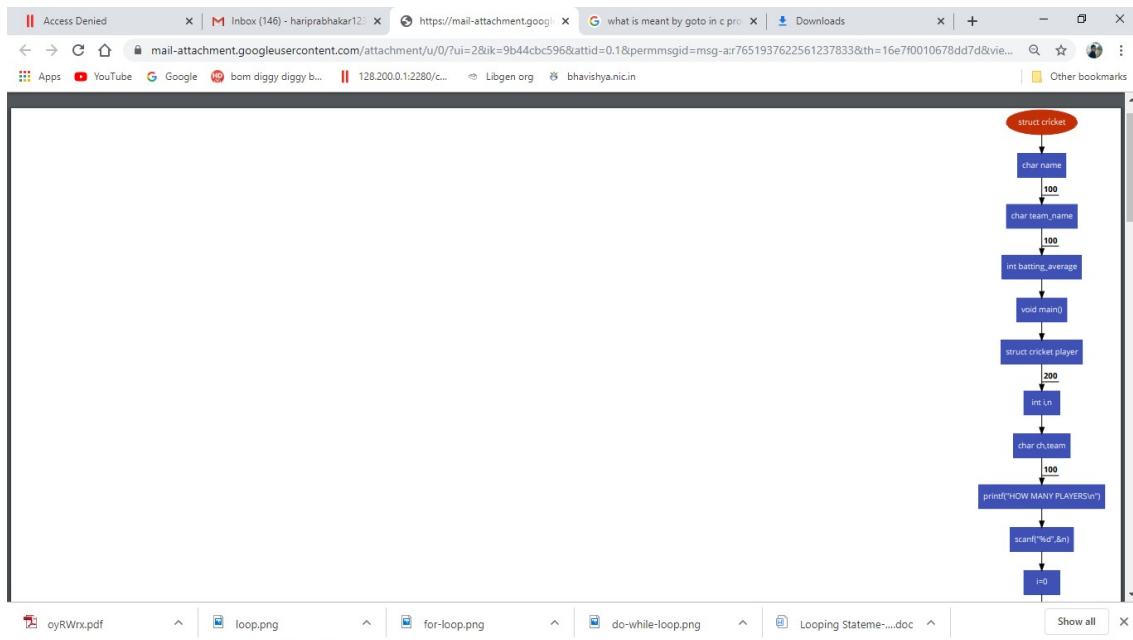 Access Denied
Inbox (146) - hariprabhakar123
https://mail-attachment.googl
what is meant by goto in c pro
Downloads
mail-attachment.googleusercontent.com/attachment/u/0/?ui=2&ik=9b44cbc596&attid=0.1&permmsgid=msg-a:r7651937622561237833&th=16e7f0010678dd7d&vie...
Apps
YouTube
Google
bom diggy diggy b...
128.200.0.1:2280/c...
Libgen org
bhavishya.nic.in
Other bookmarks
struct cricket
char name
100
char team_name
100
int batting_average
void main()
struct cricket player
200
int i,n
char ch,team
100
printf("HOW MANY PLAYERS\n")
scanf("%d",&n)
i=0
oyRWrx.pdf
loop.png
for-loop.png
do-while-loop.png
Looping Stateme-....doc
Show all